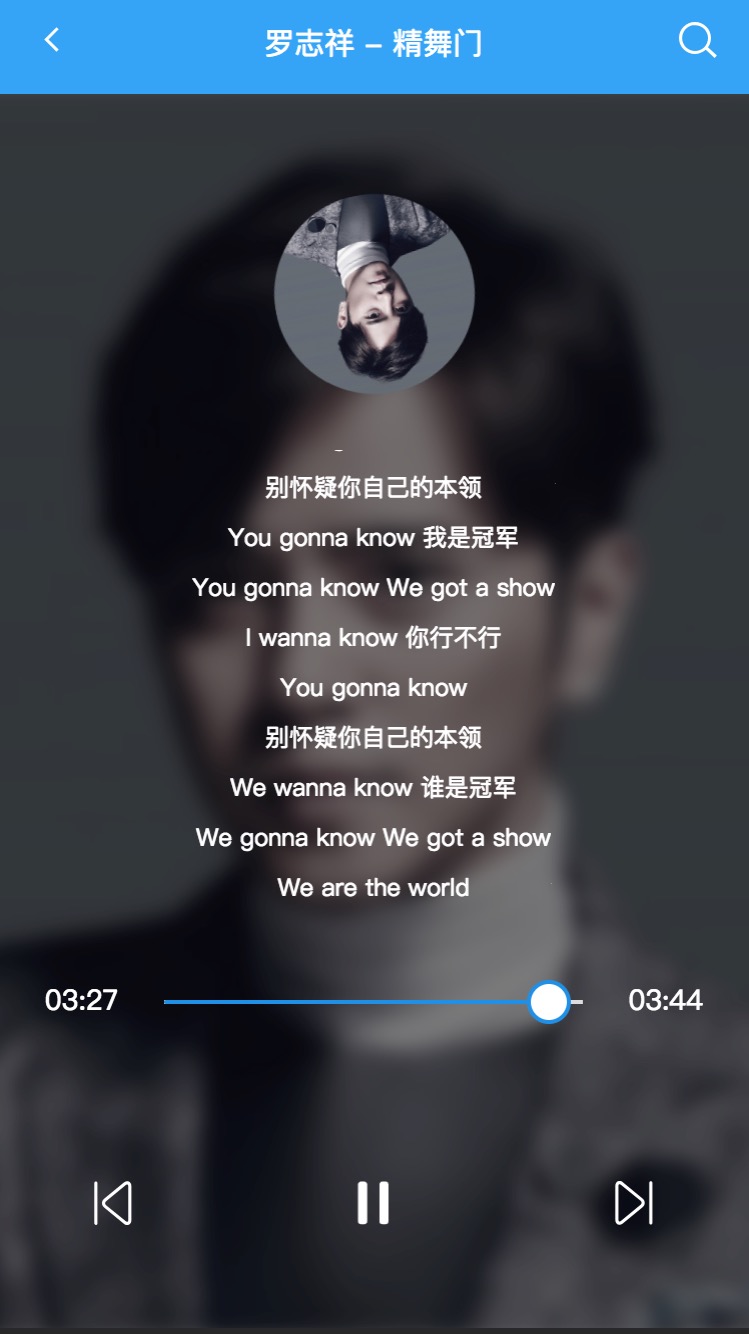 罗志祥 – 精舞门
别怀疑你自己的本领
You gonna know 我是冠军
You gonna know We got a show
I wanna know 你行不行
You gonna know
别怀疑你自己的本领
We wanna know 谁是冠军
We gonna know We got a show
We are the world
03:27 03:44